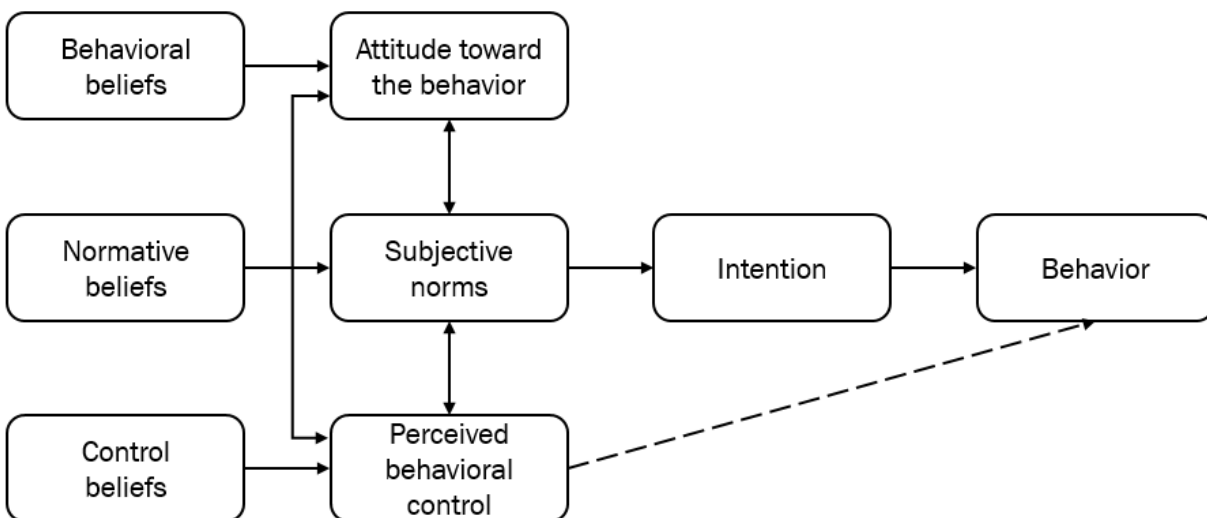 Behavioral
beliefs
Attitude toward
the behavior
Normative
beliefs
Subjective
norms
Intention
Behavior
Control
beliefs
Perceived
behavioral
control